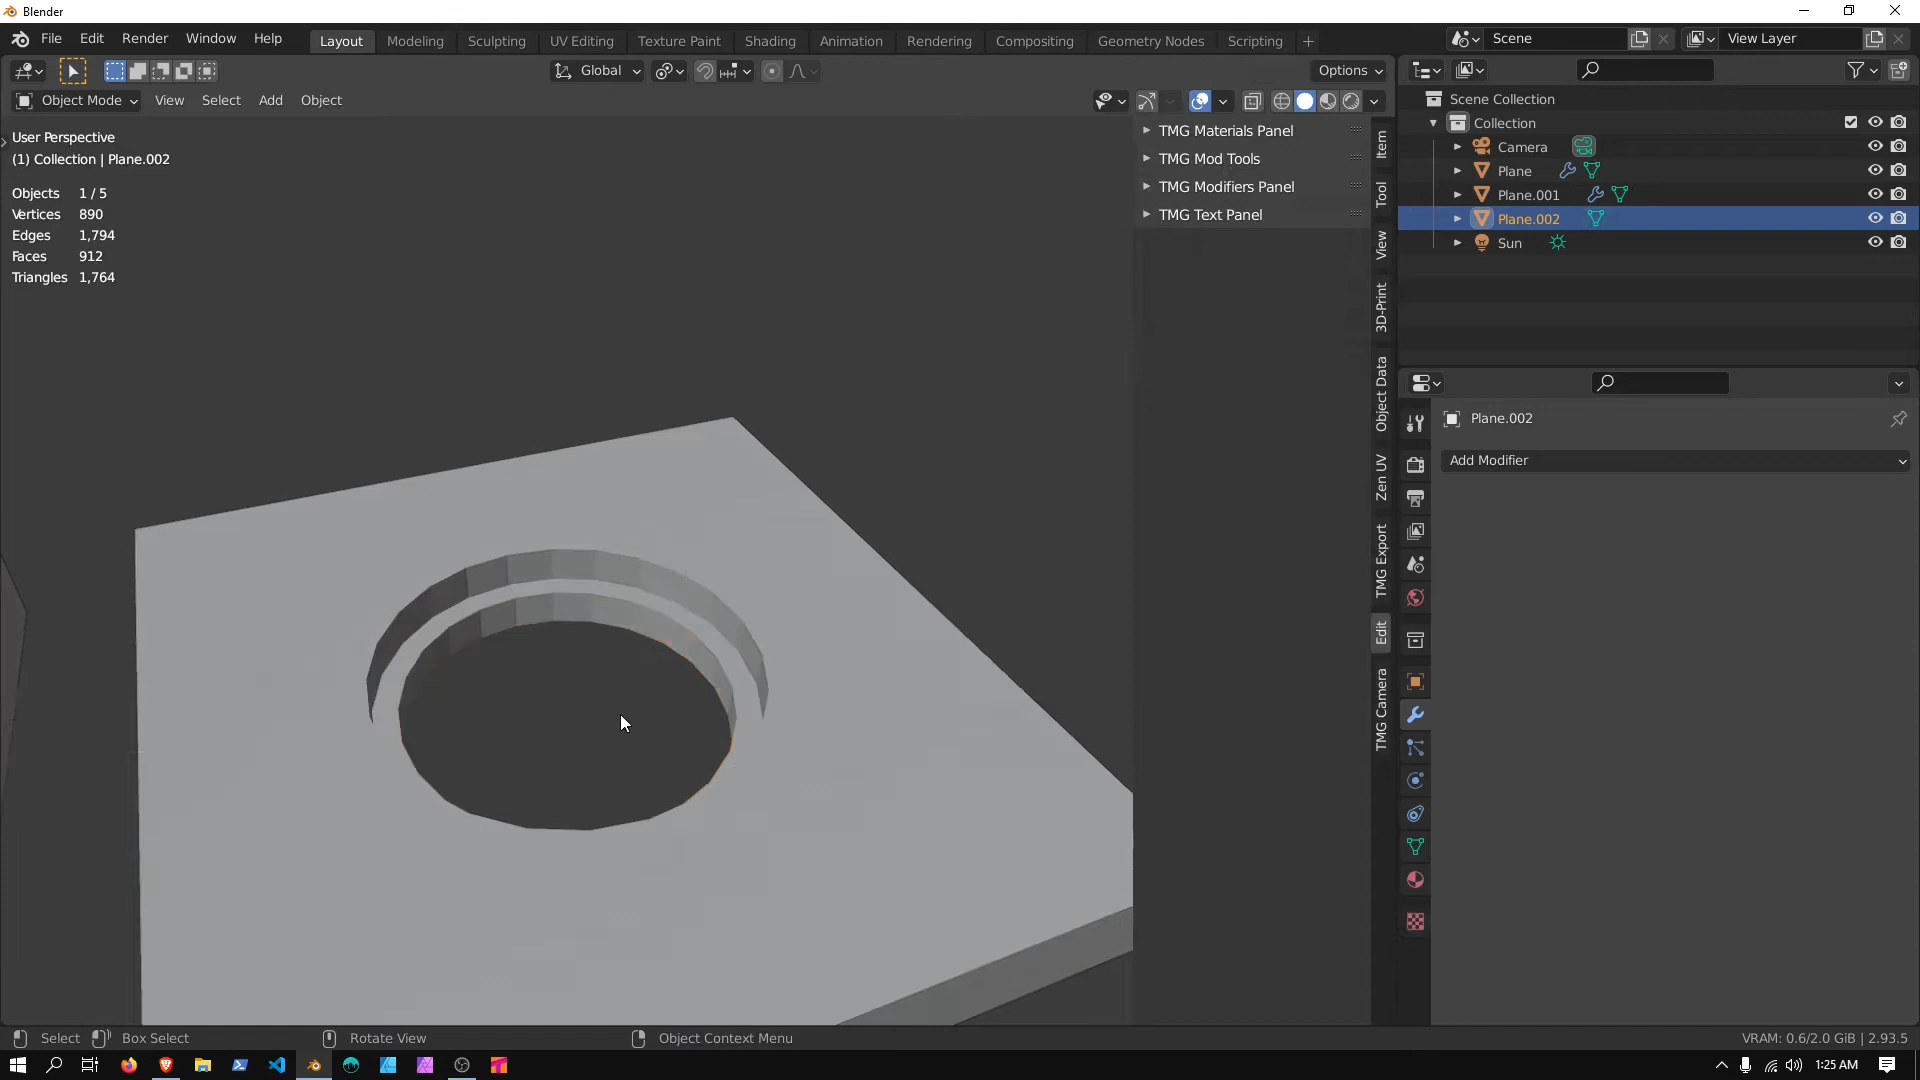 Blender
File Edit Render Window Help Layout Modeling Sculpting UV Editing Texture Paint Shading Animation Rendering Compositing Geometry Nodes Scripting + Scene View Layer
Global Options
Object Mode View Select Add Object
User Perspective
(1) Collection | Plane.002
Objects 1 / 5
Vertices 890
Edges 1,794
Faces 912
Triangles 1,764
TMG Materials Panel
TMG Mod Tools
TMG Modifiers Panel
TMG Text Panel
Item
Tool
View
3D-Print
Object Data
Zen UV
TMG Export
Edit
TMG Camera
Scene Collection
Collection
Camera
Plane
Plane.001
Plane.002
Sun
Plane.002
Add Modifier
Select Box Select Rotate View Object Context Menu VRAM: 0.6/2.0 GiB | 2.93.5
1:25 AM